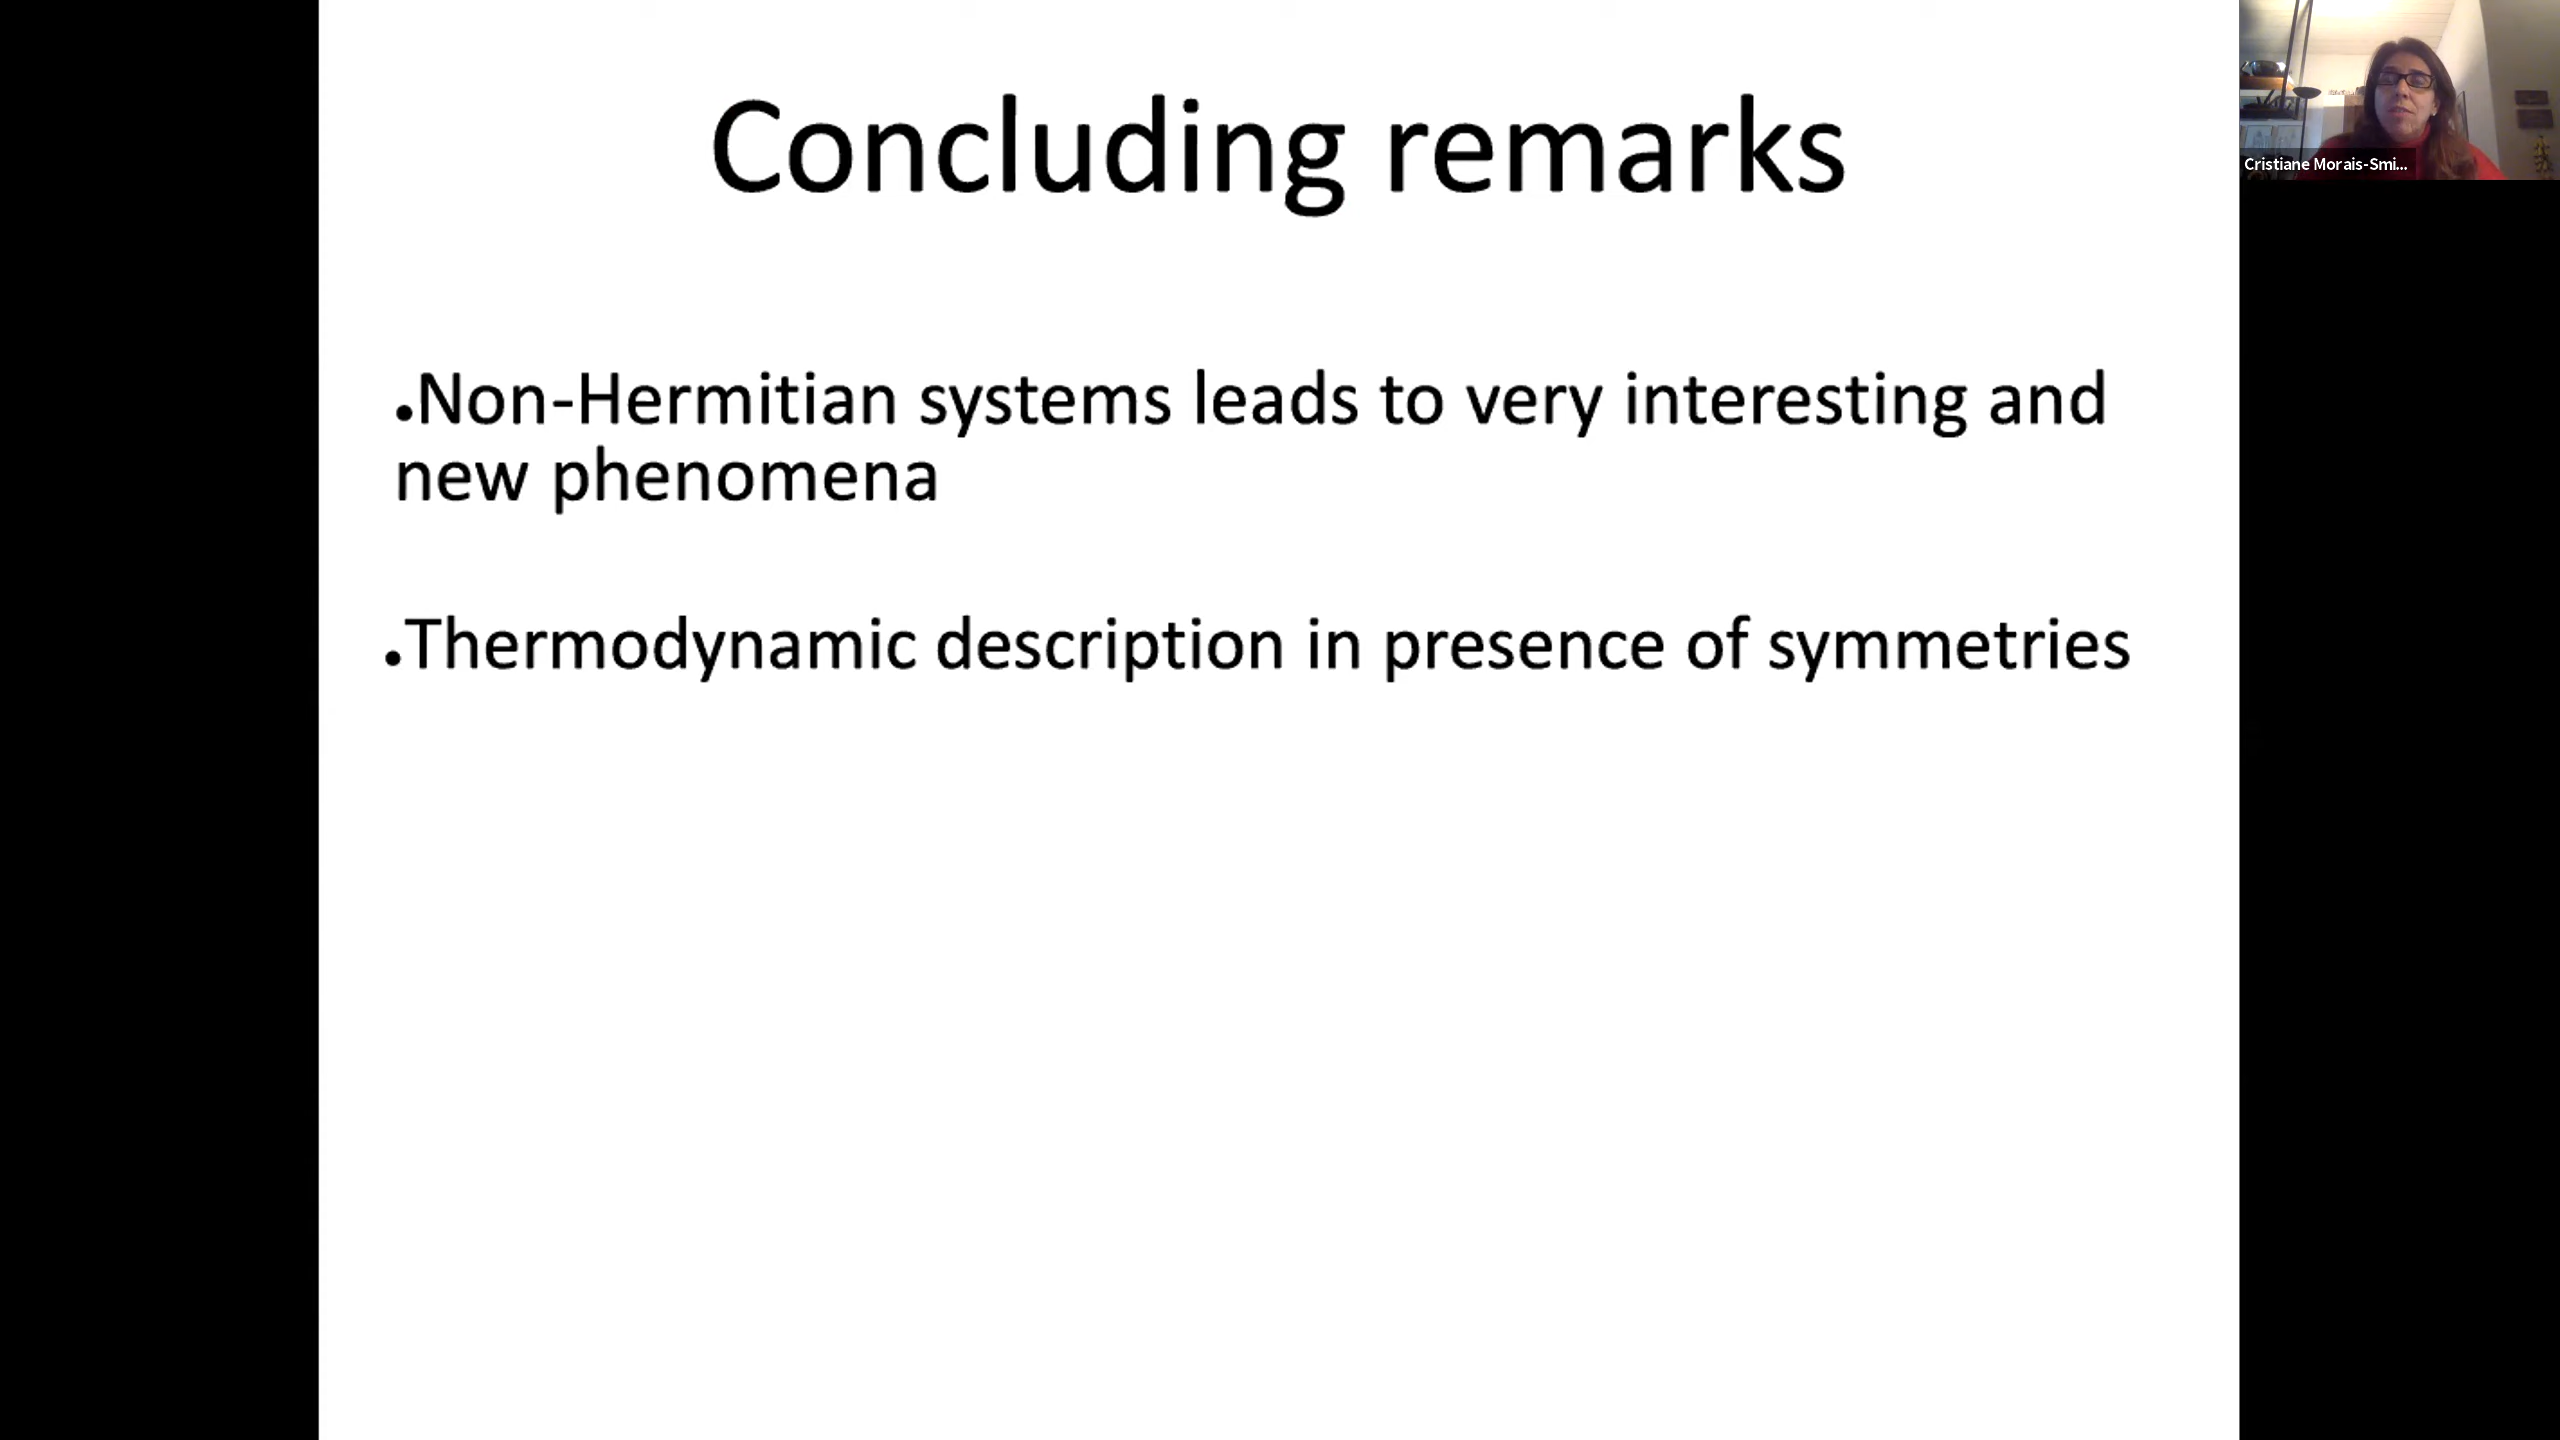 Concluding remarks
•Non-Hermitian systems leads to very interesting and
new phenomena
•Thermodynamic description in presence of symmetries
Cristiane Morais-Smi...